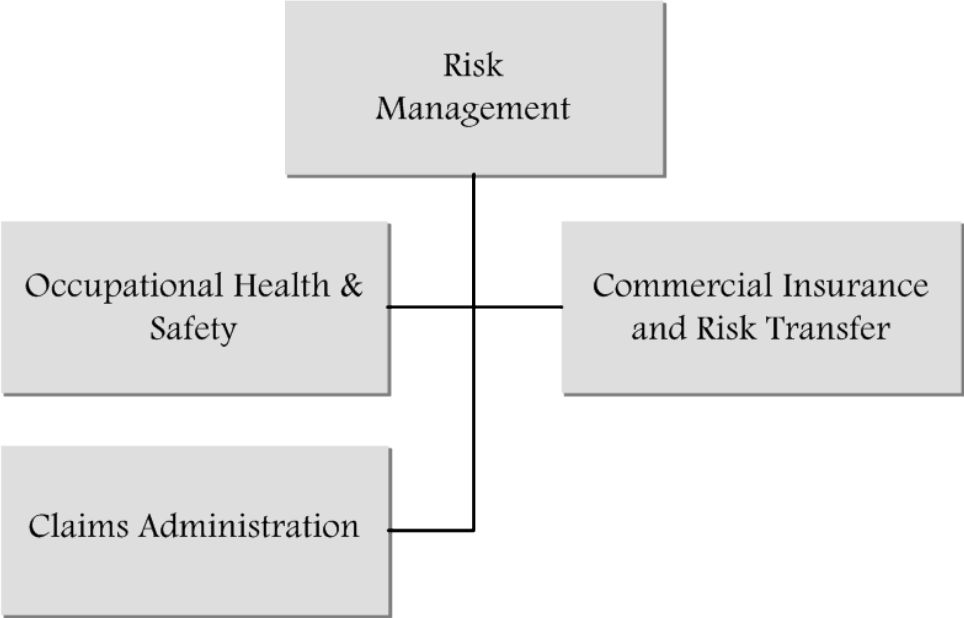 Risk
Management
Occupational Health &
Safety
Commercial Insurance
and Risk Transfer
Claims Administration